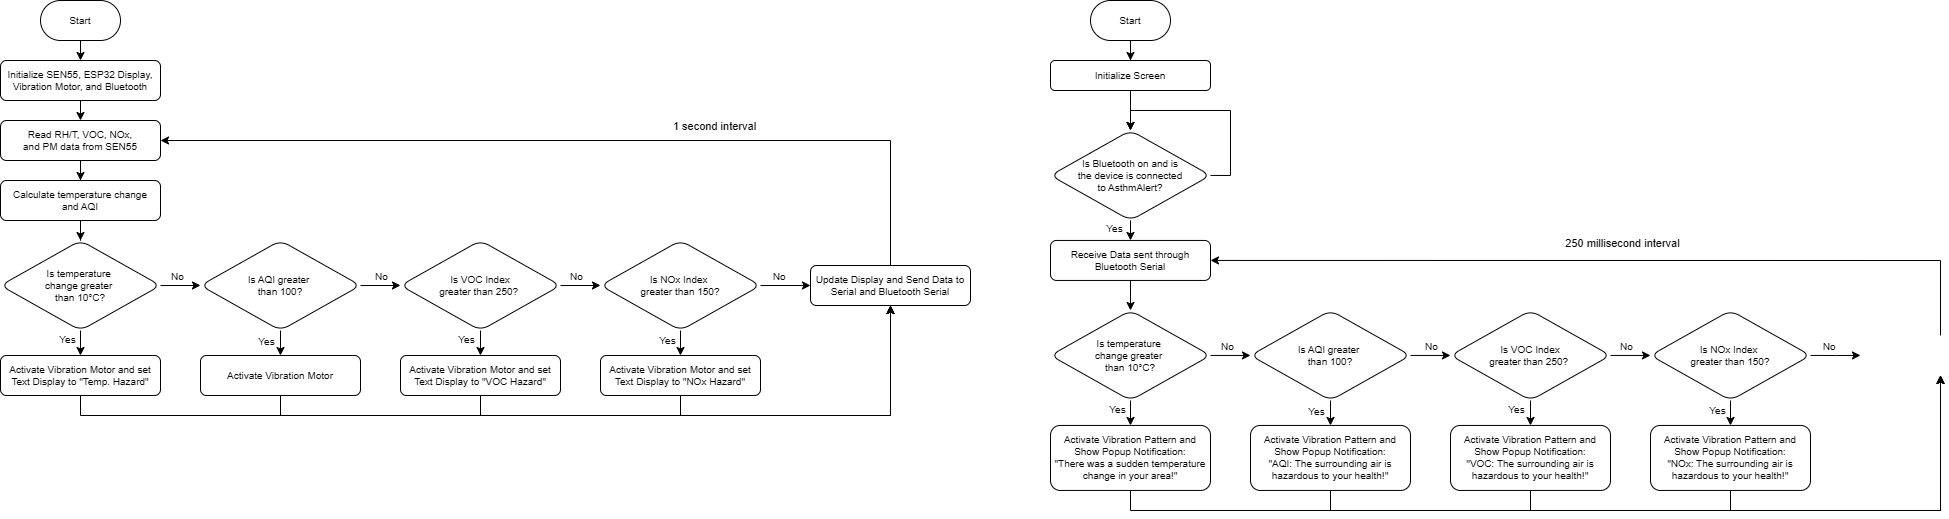 Start
Initialize SEN55, ESP32 Display,
Vibration Motor, and Bluetooth
Read RH/T, VOC, NOx,
and PM data from SEN55
1 second interval
Calculate temperature change
and AQI
Is temperature
change greater
than 10°C?
No
Is AQI greater
than 100?
No
Is VOC Index
greater than 250?
No
Is NOx Index
greater than 150?
No
Update Display and Send Data to
Serial and Bluetooth Serial
Yes
Yes
Yes
Yes
Activate Vibration Motor and set
Text Display to "Temp. Hazard"
Activate Vibration Motor
Activate Vibration Motor and set
Text Display to "VOC Hazard"
Activate Vibration Motor and set
Text Display to "NOx Hazard"
Start
Initialize Screen
Is Bluetooth on and is
the device is connected
to AsthmAlert?
Yes
Receive Data sent through
Bluetooth Serial
250 millisecond interval
Is temperature
change greater
than 10°C?
No
Is AQI greater
than 100?
No
Is VOC Index
greater than 250?
No
Is NOx Index
greater than 150?
No
Yes
Yes
Yes
Yes
Activate Vibration Pattern and
Show Popup Notification:
"There was a sudden temperature
change in your area!"
Activate Vibration Pattern and
Show Popup Notification:
"AQI: The surrounding air is
hazardous to your health!"
Activate Vibration Pattern and
Show Popup Notification:
"VOC: The surrounding air is
hazardous to your health!"
Activate Vibration Pattern and
Show Popup Notification:
"NOx: The surrounding air is
hazardous to your health!"